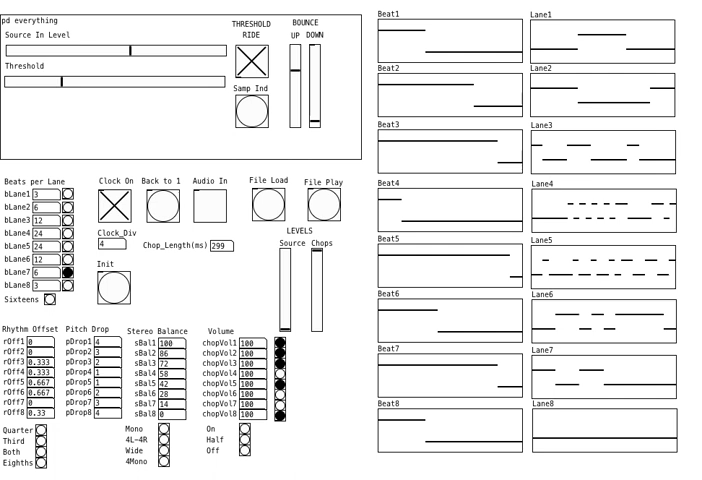 pd everything
Source In Level
THRESHOLD
RIDE
BOUNCE
UP DOWN
Threshold
Samp Ind
Beats per Lane
bLane1 3
bLane2 6
bLane3 12
bLane4 24
bLane5 24
bLane6 12
bLane7 6
bLane8 3
Sixteens
Clock On
Back to 1
Audio In
File Load
File Play
Clock_Div
4
Chop_Length(ms) 299
Init
LEVELS
Source Chops
Rhythm Offset
rOff1 0
rOff2 0
rOff3 0.333
rOff4 0.333
rOff5 0.667
rOff6 0.667
rOff7 0
rOff8 0.33
Pitch Drop
pDrop1 4
pDrop2 3
pDrop3 2
pDrop4 1
pDrop5 1
pDrop6 2
pDrop7 3
pDrop8 4
Stereo Balance
sBal1 100
sBal2 86
sBal3 72
sBal4 58
sBal5 42
sBal6 28
sBal7 14
sBal8 0
Volume
chopVol1 100
chopVol2 100
chopVol3 100
chopVol4 100
chopVol5 100
chopVol6 100
chopVol7 100
chopVol8 100
Quarter
Third
Both
Eighths
Mono
4L-4R
Wide
4Mono
On
Half
Off
Beat1
Lane1
Beat2
Lane2
Beat3
Lane3
Beat4
Lane4
Beat5
Lane5
Beat6
Lane6
Beat7
Lane7
Beat8
Lane8